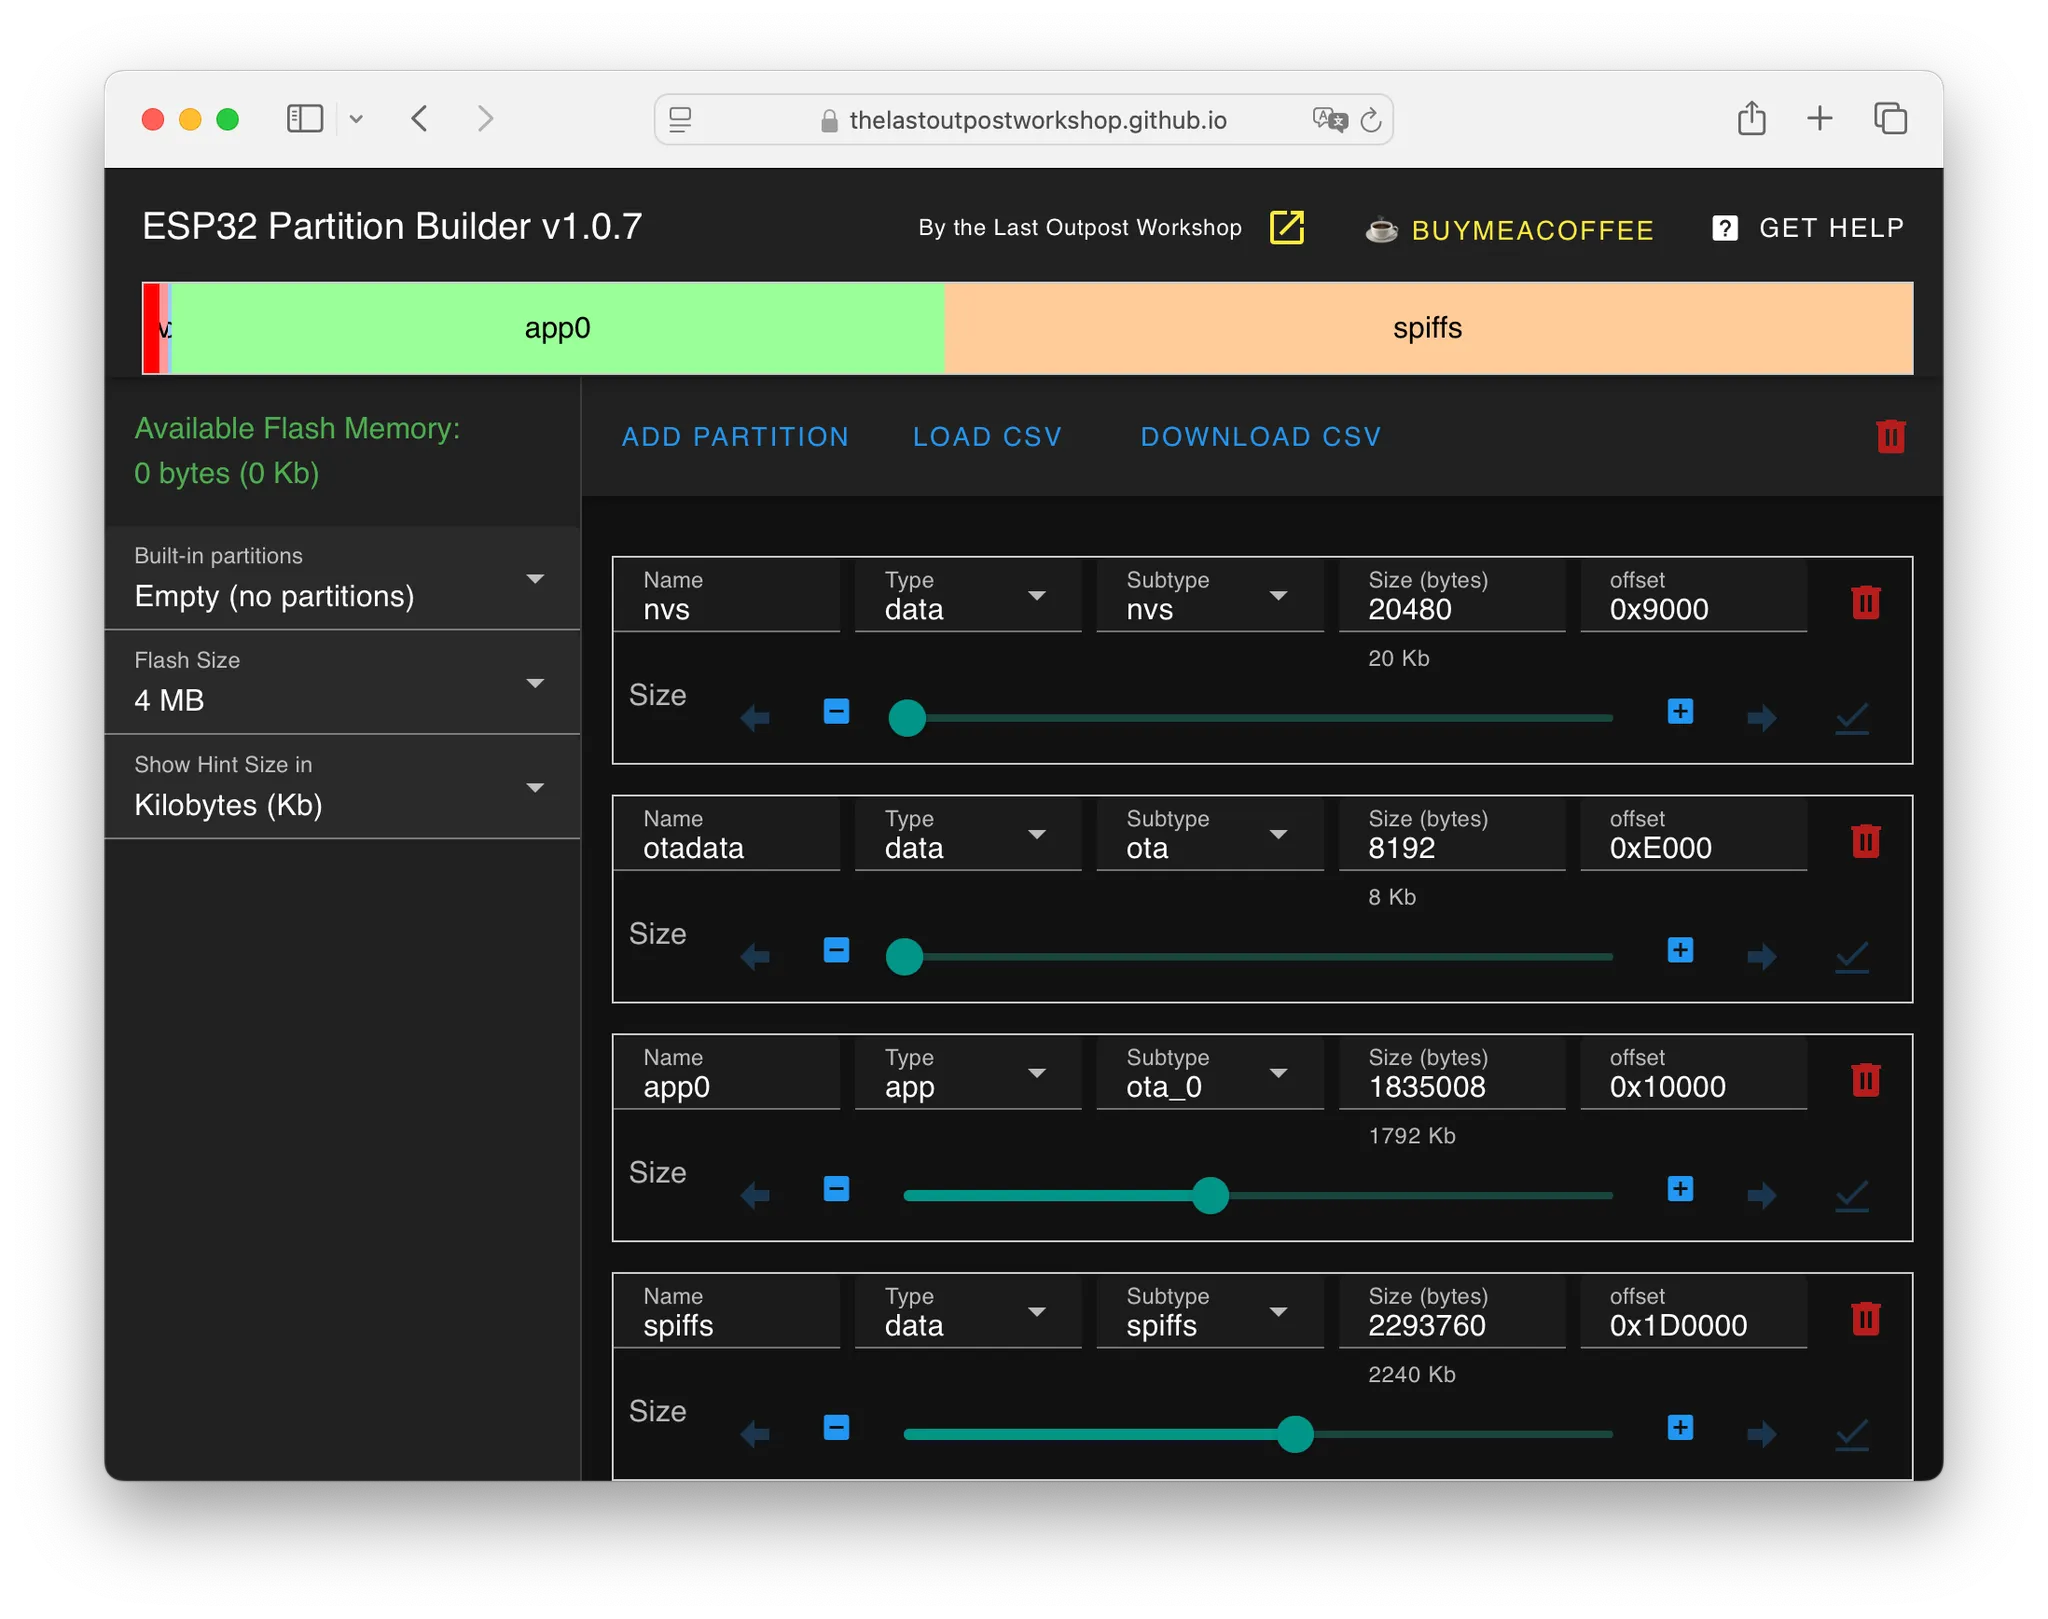 thelastoutpostworkshop.github.io
ESP32 Partition Builder v1.0.7
By the Last Outpost Workshop
BUYMEACOFFEE
GET HELP
app0
spiffs
Available Flash Memory:
0 bytes (0 Kb)
Built-in partitions
Empty (no partitions)
Flash Size
4 MB
Show Hint Size in
Kilobytes (Kb)
ADD PARTITION
LOAD CSV
DOWNLOAD CSV
Name Type Subtype Size (bytes) offset
nvs data nvs 20480 0x9000
20 Kb
Size
Name Type Subtype Size (bytes) offset
otadata data ota 8192 0xE000
8 Kb
Size
Name Type Subtype Size (bytes) offset
app0 app ota_0 1835008 0x10000
1792 Kb
Size
Name Type Subtype Size (bytes) offset
spiffs data spiffs 2293760 0x1D0000
2240 Kb
Size